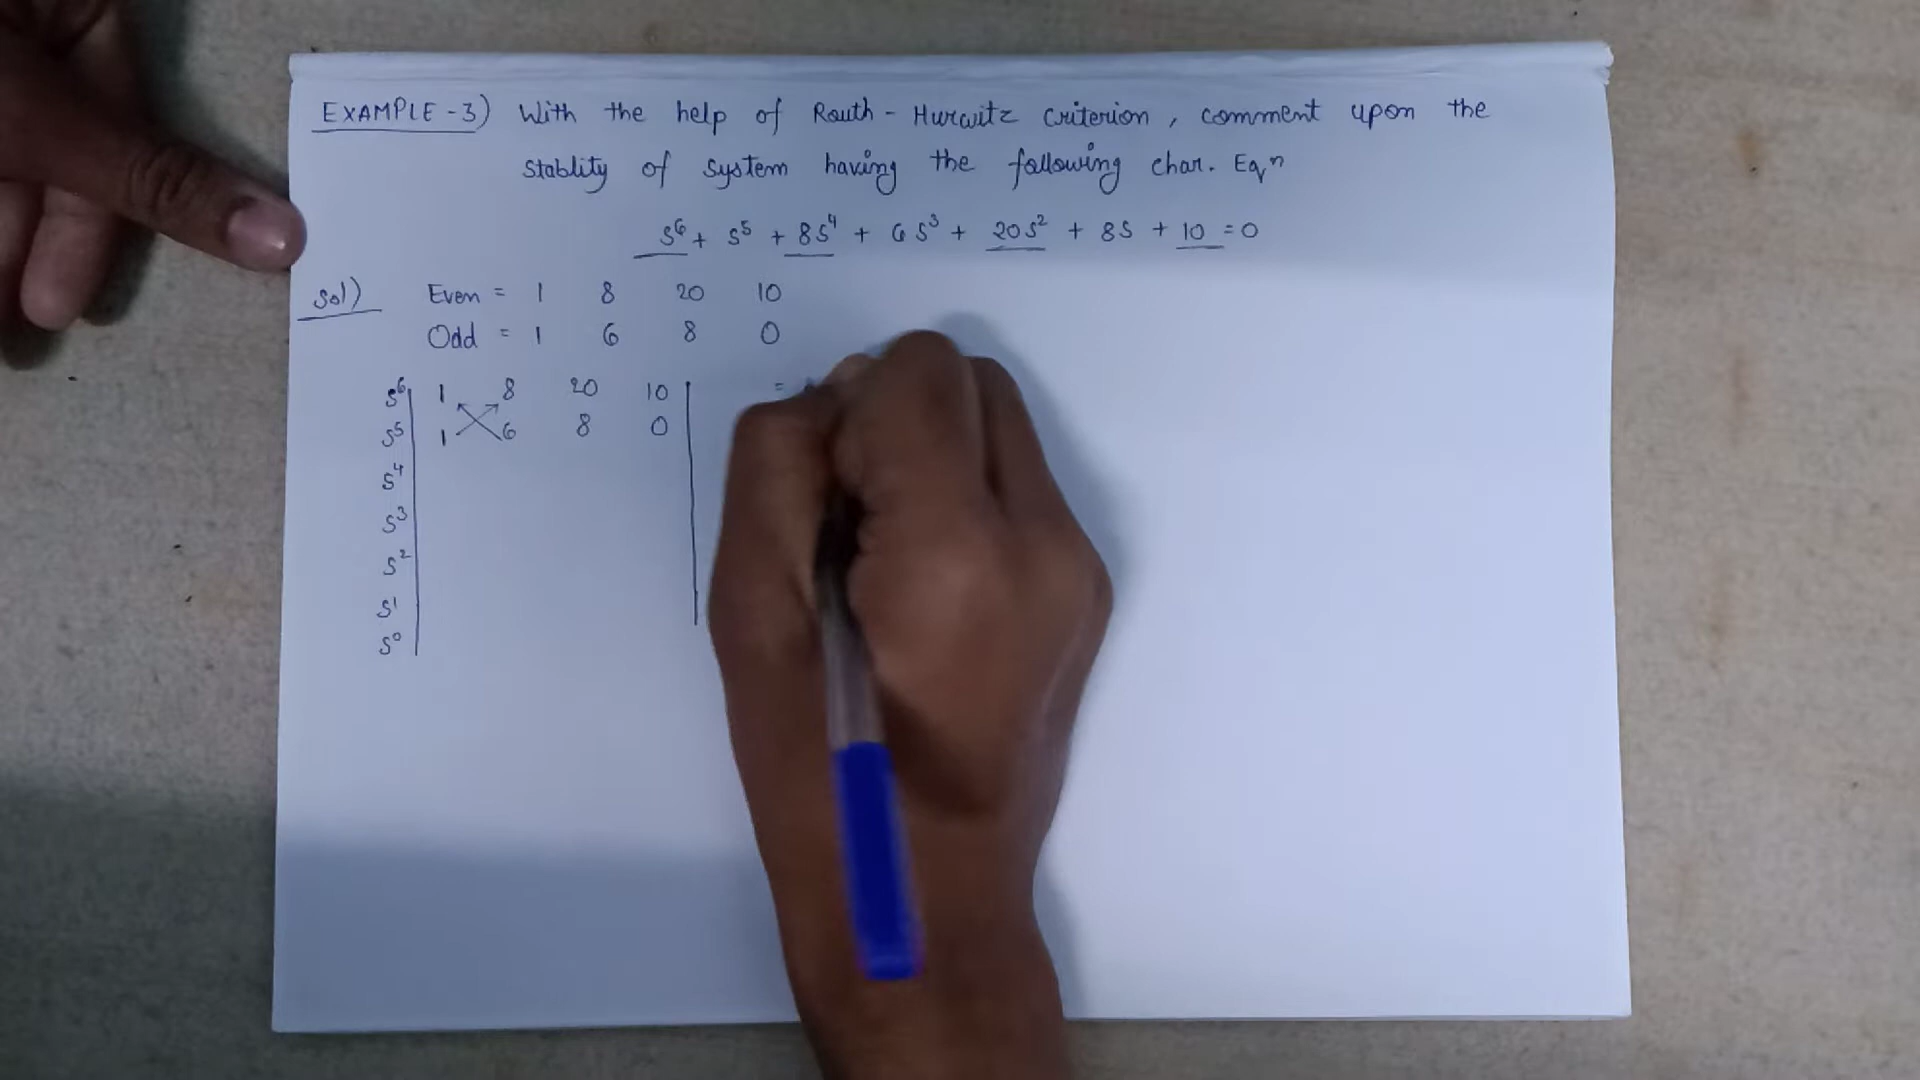 EXAMPLE - 3) With the help of Routh - Hurwitz criterion, comment upon the
Stablity of System having the following char. Eqⁿ
S⁶ + S⁵ + 8S⁴ + 6S³ + 20S² + 8S + 10 = 0
Sol) Even = 1 8 20 10
Odd = 1 6 8 0
S⁶ 1 8 20 10 =
S⁵ 1 6 8 0
S⁴
S³
S²
S¹
S⁰